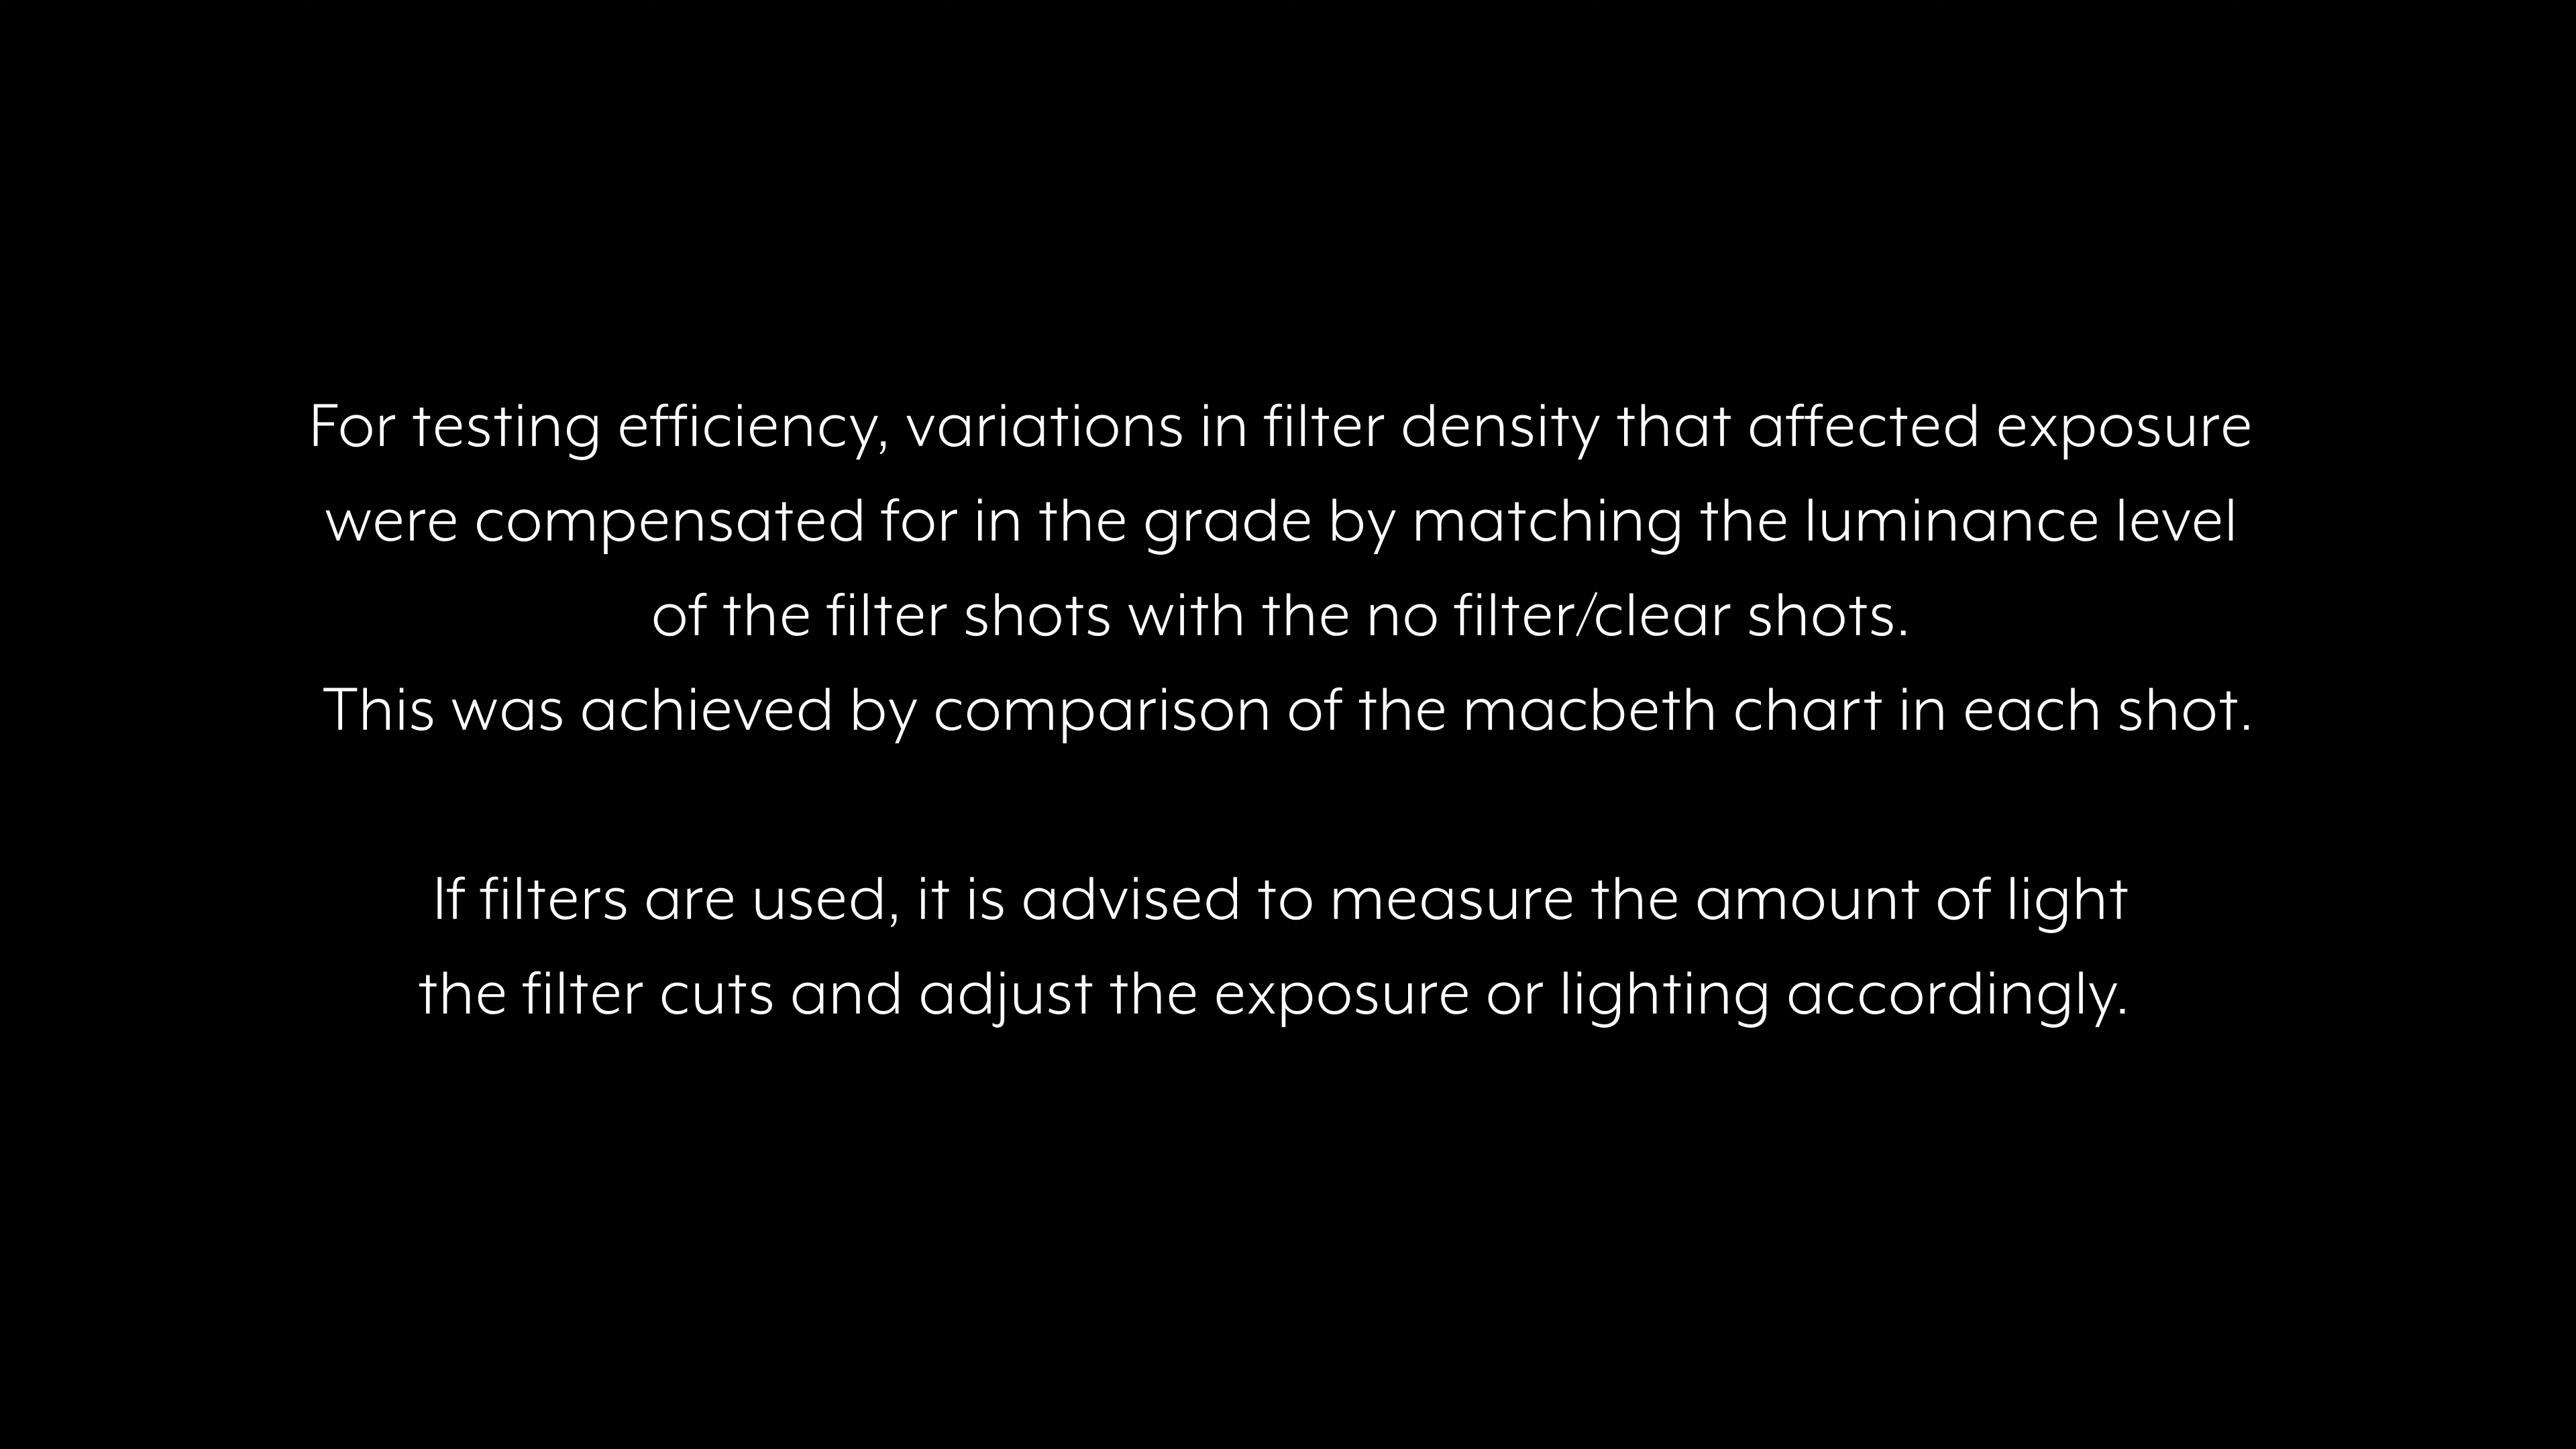 For testing efficiency, variations in filter density that affected exposure
were compensated for in the grade by matching the luminance level
of the filter shots with the no filter/clear shots.
This was achieved by comparison of the macbeth chart in each shot.
If filters are used, it is advised to measure the amount of light
the filter cuts and adjust the exposure or lighting accordingly.